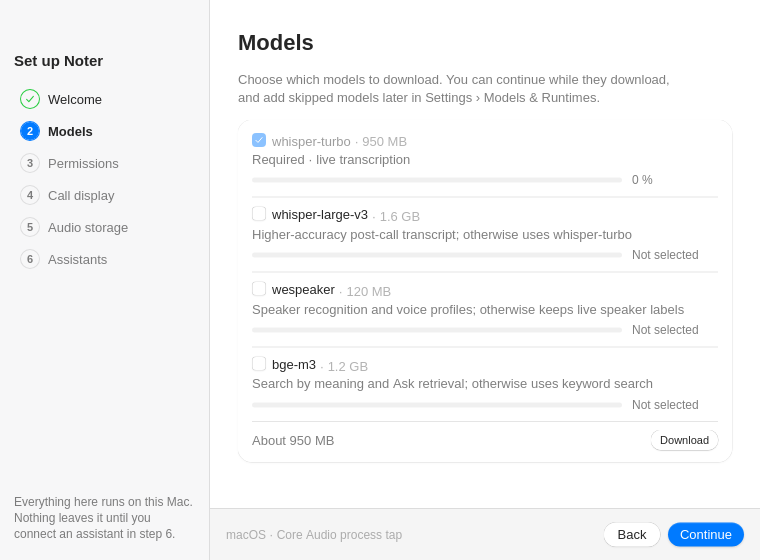 Set up Noter
Welcome
2 Models
3 Permissions
4 Call display
5 Audio storage
6 Assistants
Everything here runs on this Mac.
Nothing leaves it until you
connect an assistant in step 6.
Models
Choose which models to download. You can continue while they download,
and add skipped models later in Settings › Models & Runtimes.
whisper-turbo · 950 MB
Required · live transcription
0 %
whisper-large-v3 · 1.6 GB
Higher-accuracy post-call transcript; otherwise uses whisper-turbo
Not selected
wespeaker · 120 MB
Speaker recognition and voice profiles; otherwise keeps live speaker labels
Not selected
bge-m3 · 1.2 GB
Search by meaning and Ask retrieval; otherwise uses keyword search
Not selected
About 950 MB
Download
macOS · Core Audio process tap
Back
Continue